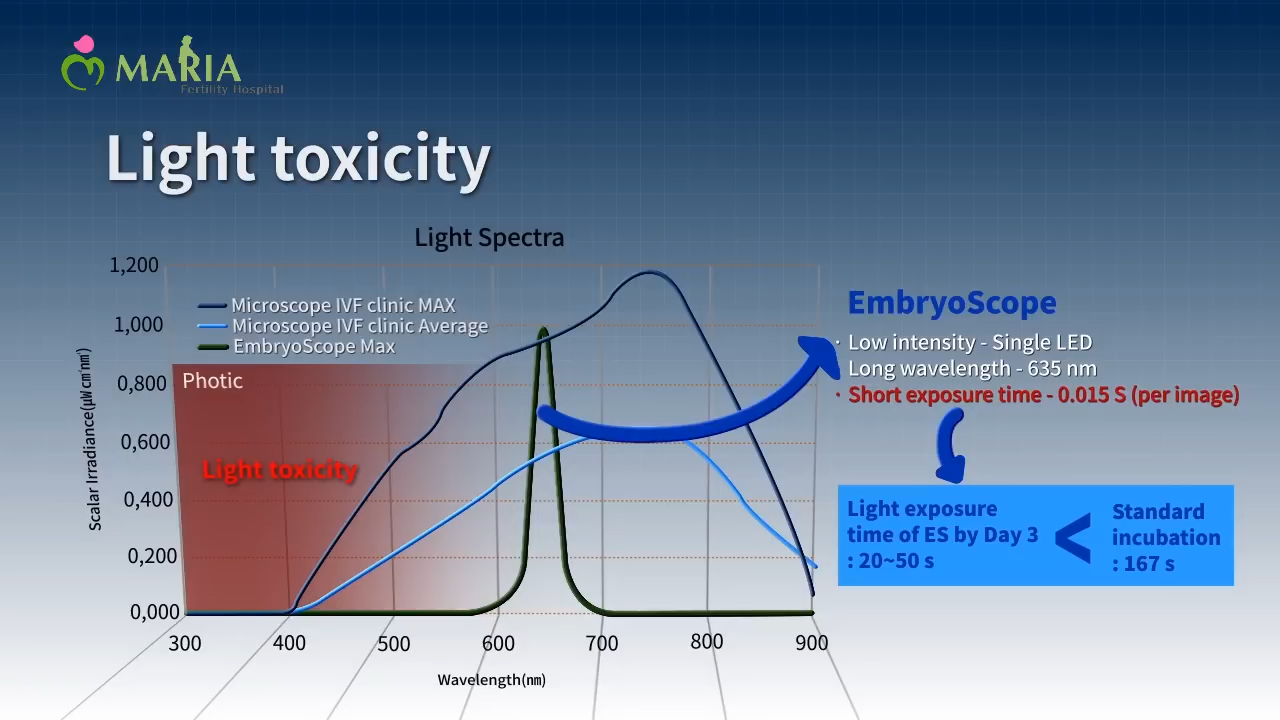 MARIA
Fertility Hospital
Light toxicity
Light Spectra
1,200
1,000
0,800
0,600
0,400
0,200
0,000
Scalar Irradiance(㎼/㎠/㎚)
Microscope IVF clinic MAX
Microscope IVF clinic Average
EmbryoScope Max
Photic
Light toxicity
300
400
500
600
700
800
900
Wavelength(㎚)
EmbryoScope
· Low intensity - Single LED
Long wavelength - 635 nm
· Short exposure time - 0.015 S (per image)
Light exposure
time of ES by Day 3
: 20~50 s
<
Standard
incubation
: 167 s